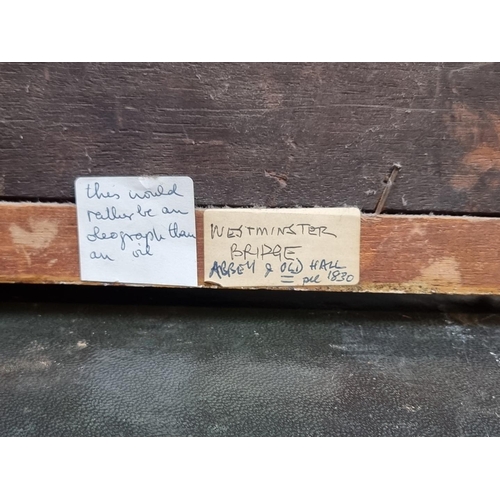 this would
rather be an
oleograph than
an oil
WESTMINSTER
BRIDGE
ABBEY & OLD HALL
pre 1830